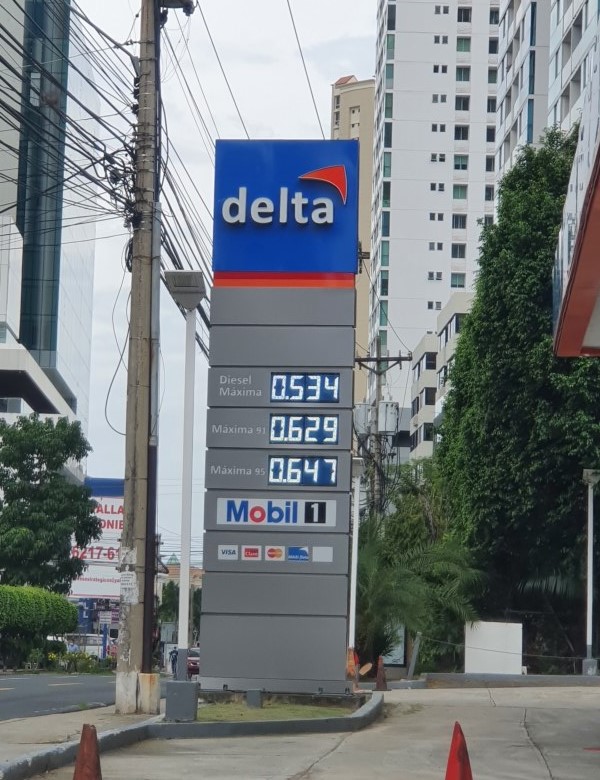 delta
Diesel
Máxima
0.534
Máxima 91
0.629
Máxima 95
0.647
Mobil 1
VISA